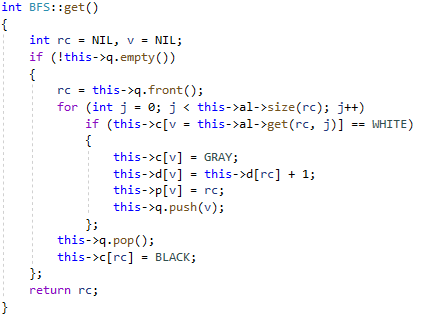 int BFS::get()
{
    int rc = NIL, v = NIL;
    if (!this->q.empty())
    {
        rc = this->q.front();
        for (int j = 0; j < this->al->size(rc); j++)
            if (this->c[v = this->al->get(rc, j)] == WHITE)
            {
                this->c[v] = GRAY;
                this->d[v] = this->d[rc] + 1;
                this->p[v] = rc;
                this->q.push(v);
            };
        this->q.pop();
        this->c[rc] = BLACK;
    };
    return rc;
}